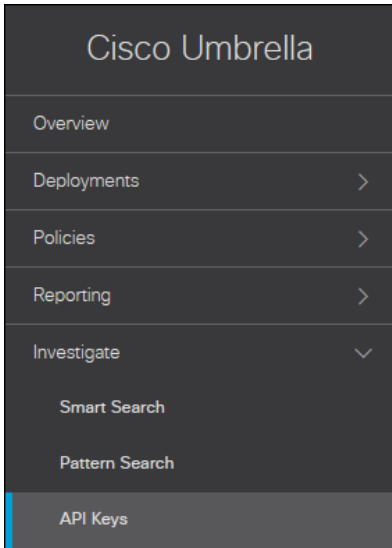 Cisco Umbrella
Overview
Deployments
Policies
Reporting
Investigate
Smart Search
Pattern Search
API Keys